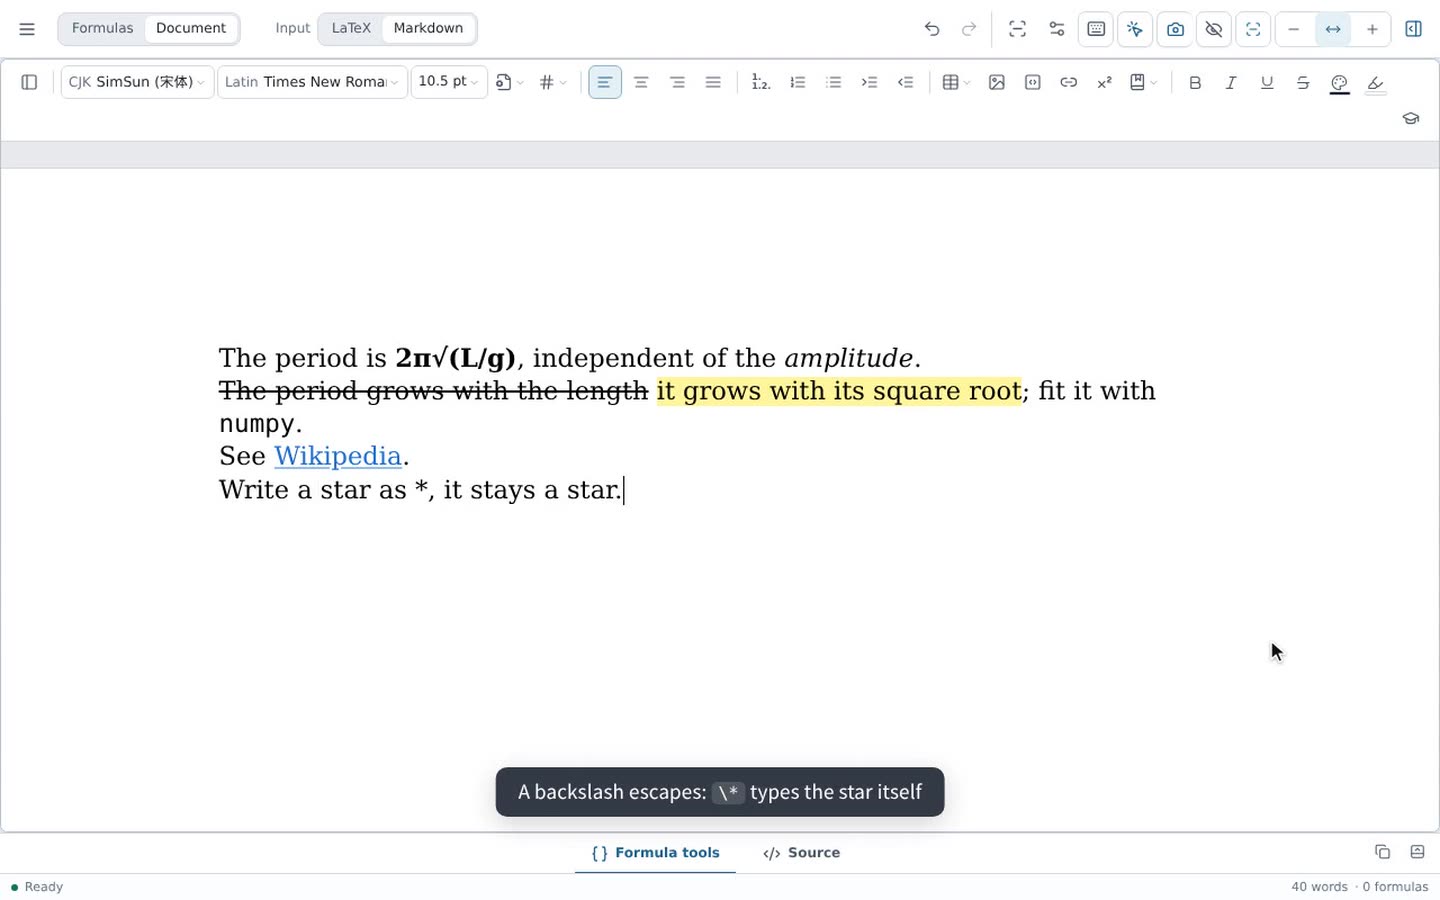 Formulas Document Input LaTeX Markdown
CJK SimSun (宋体) Latin Times New Roma 10.5 pt
The period is 2π√(L/g), independent of the amplitude.
The period grows with the length it grows with its square root; fit it with
numpy.
See Wikipedia.
Write a star as *, it stays a star.
A backslash escapes: \* types the star itself
{} Formula tools </> Source
Ready 40 words · 0 formulas